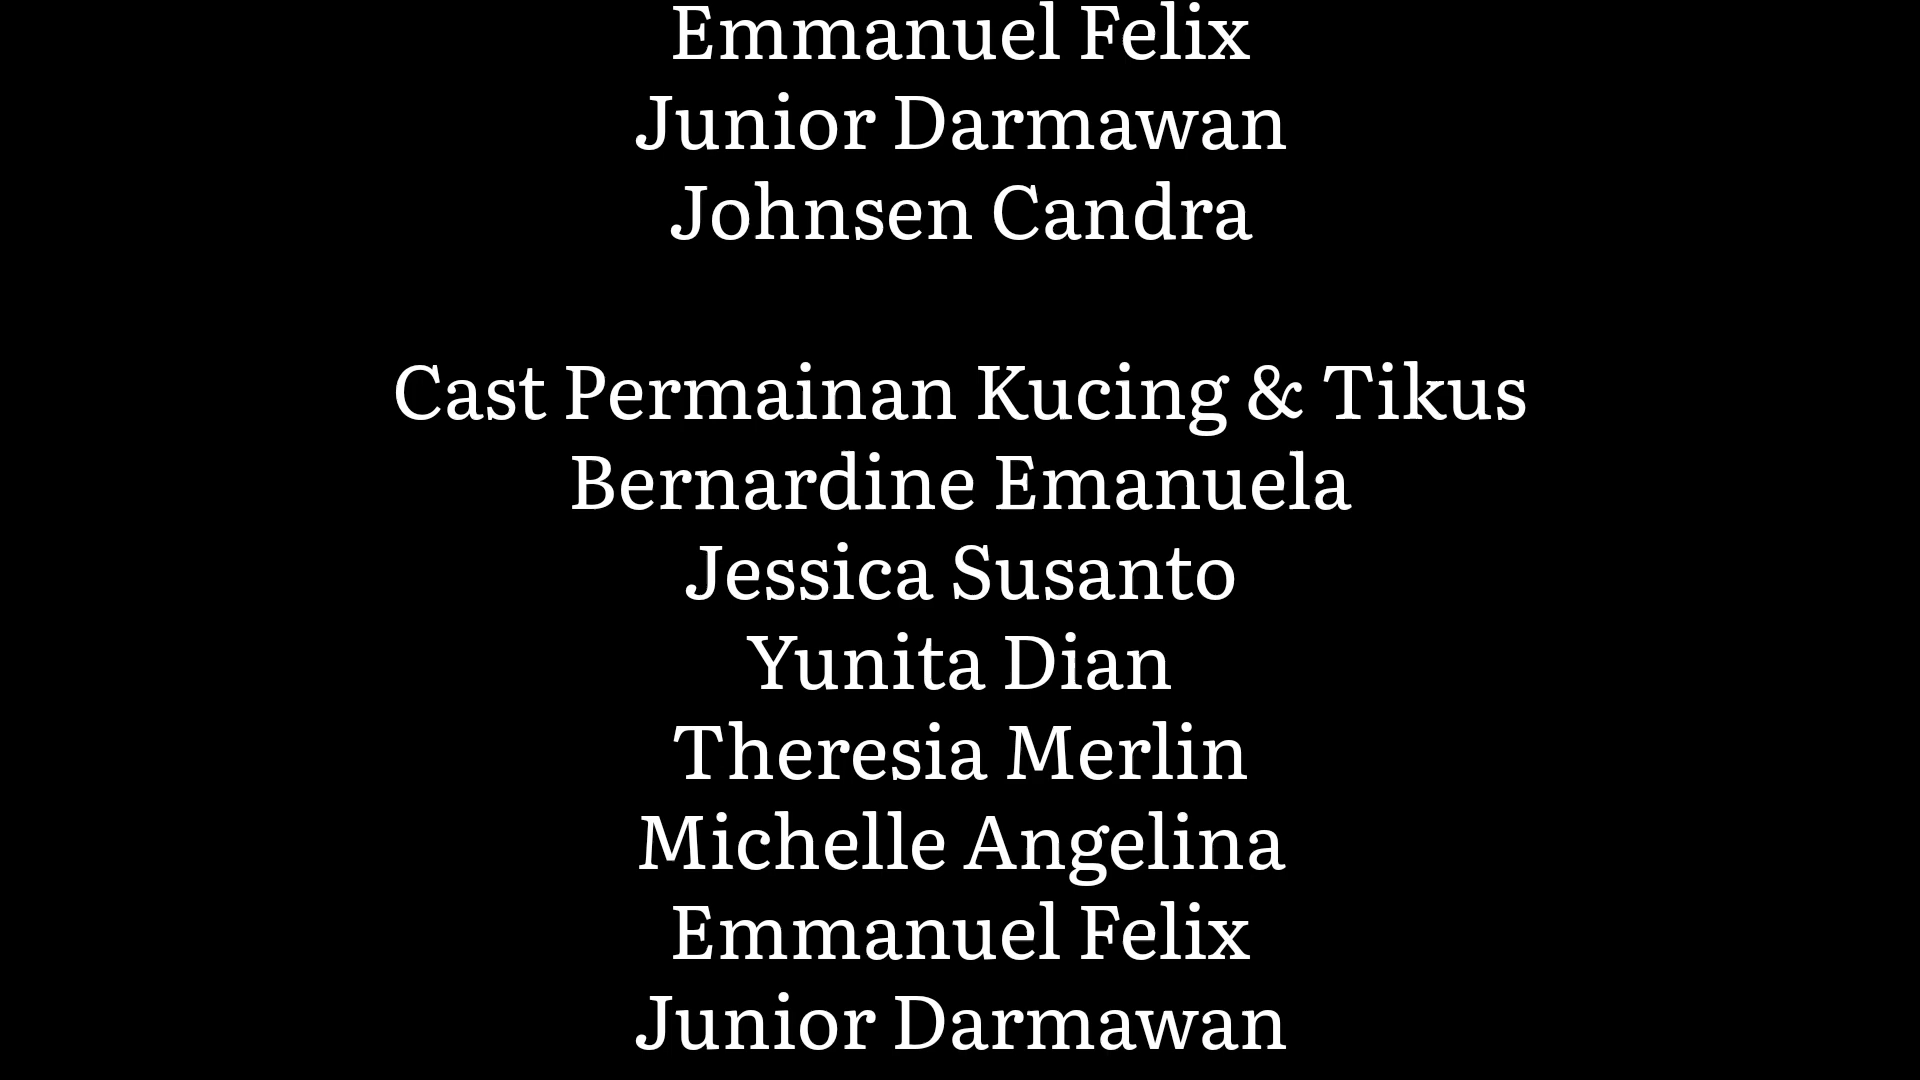 Emmanuel Felix
Junior Darmawan
Johnsen Candra
Cast Permainan Kucing & Tikus
Bernardine Emanuela
Jessica Susanto
Yunita Dian
Theresia Merlin
Michelle Angelina
Emmanuel Felix
Junior Darmawan